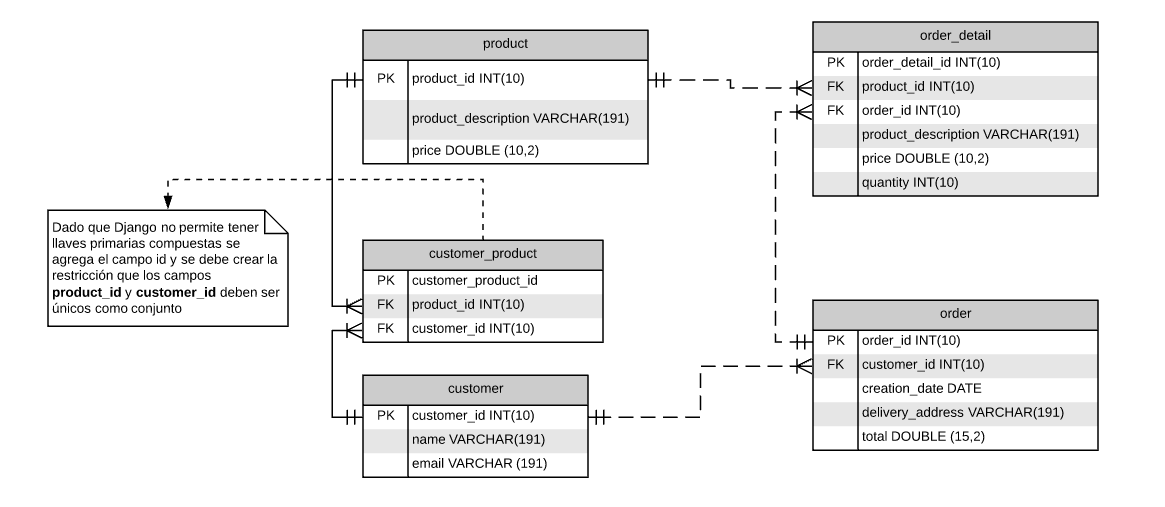 product
PK product_id INT(10)
product_description VARCHAR(191)
price DOUBLE (10,2)
order_detail
PK order_detail_id INT(10)
FK product_id INT(10)
FK order_id INT(10)
product_description VARCHAR(191)
price DOUBLE (10,2)
quantity INT(10)
Dado que Django no permite tener
llaves primarias compuestas se
agrega el campo id y se debe crear la
restricción que los campos
product_id y customer_id deben ser
únicos como conjunto
customer_product
PK customer_product_id
FK product_id INT(10)
FK customer_id INT(10)
customer
PK customer_id INT(10)
name VARCHAR(191)
email VARCHAR (191)
order
PK order_id INT(10)
FK customer_id INT(10)
creation_date DATE
delivery_address VARCHAR(191)
total DOUBLE (15,2)